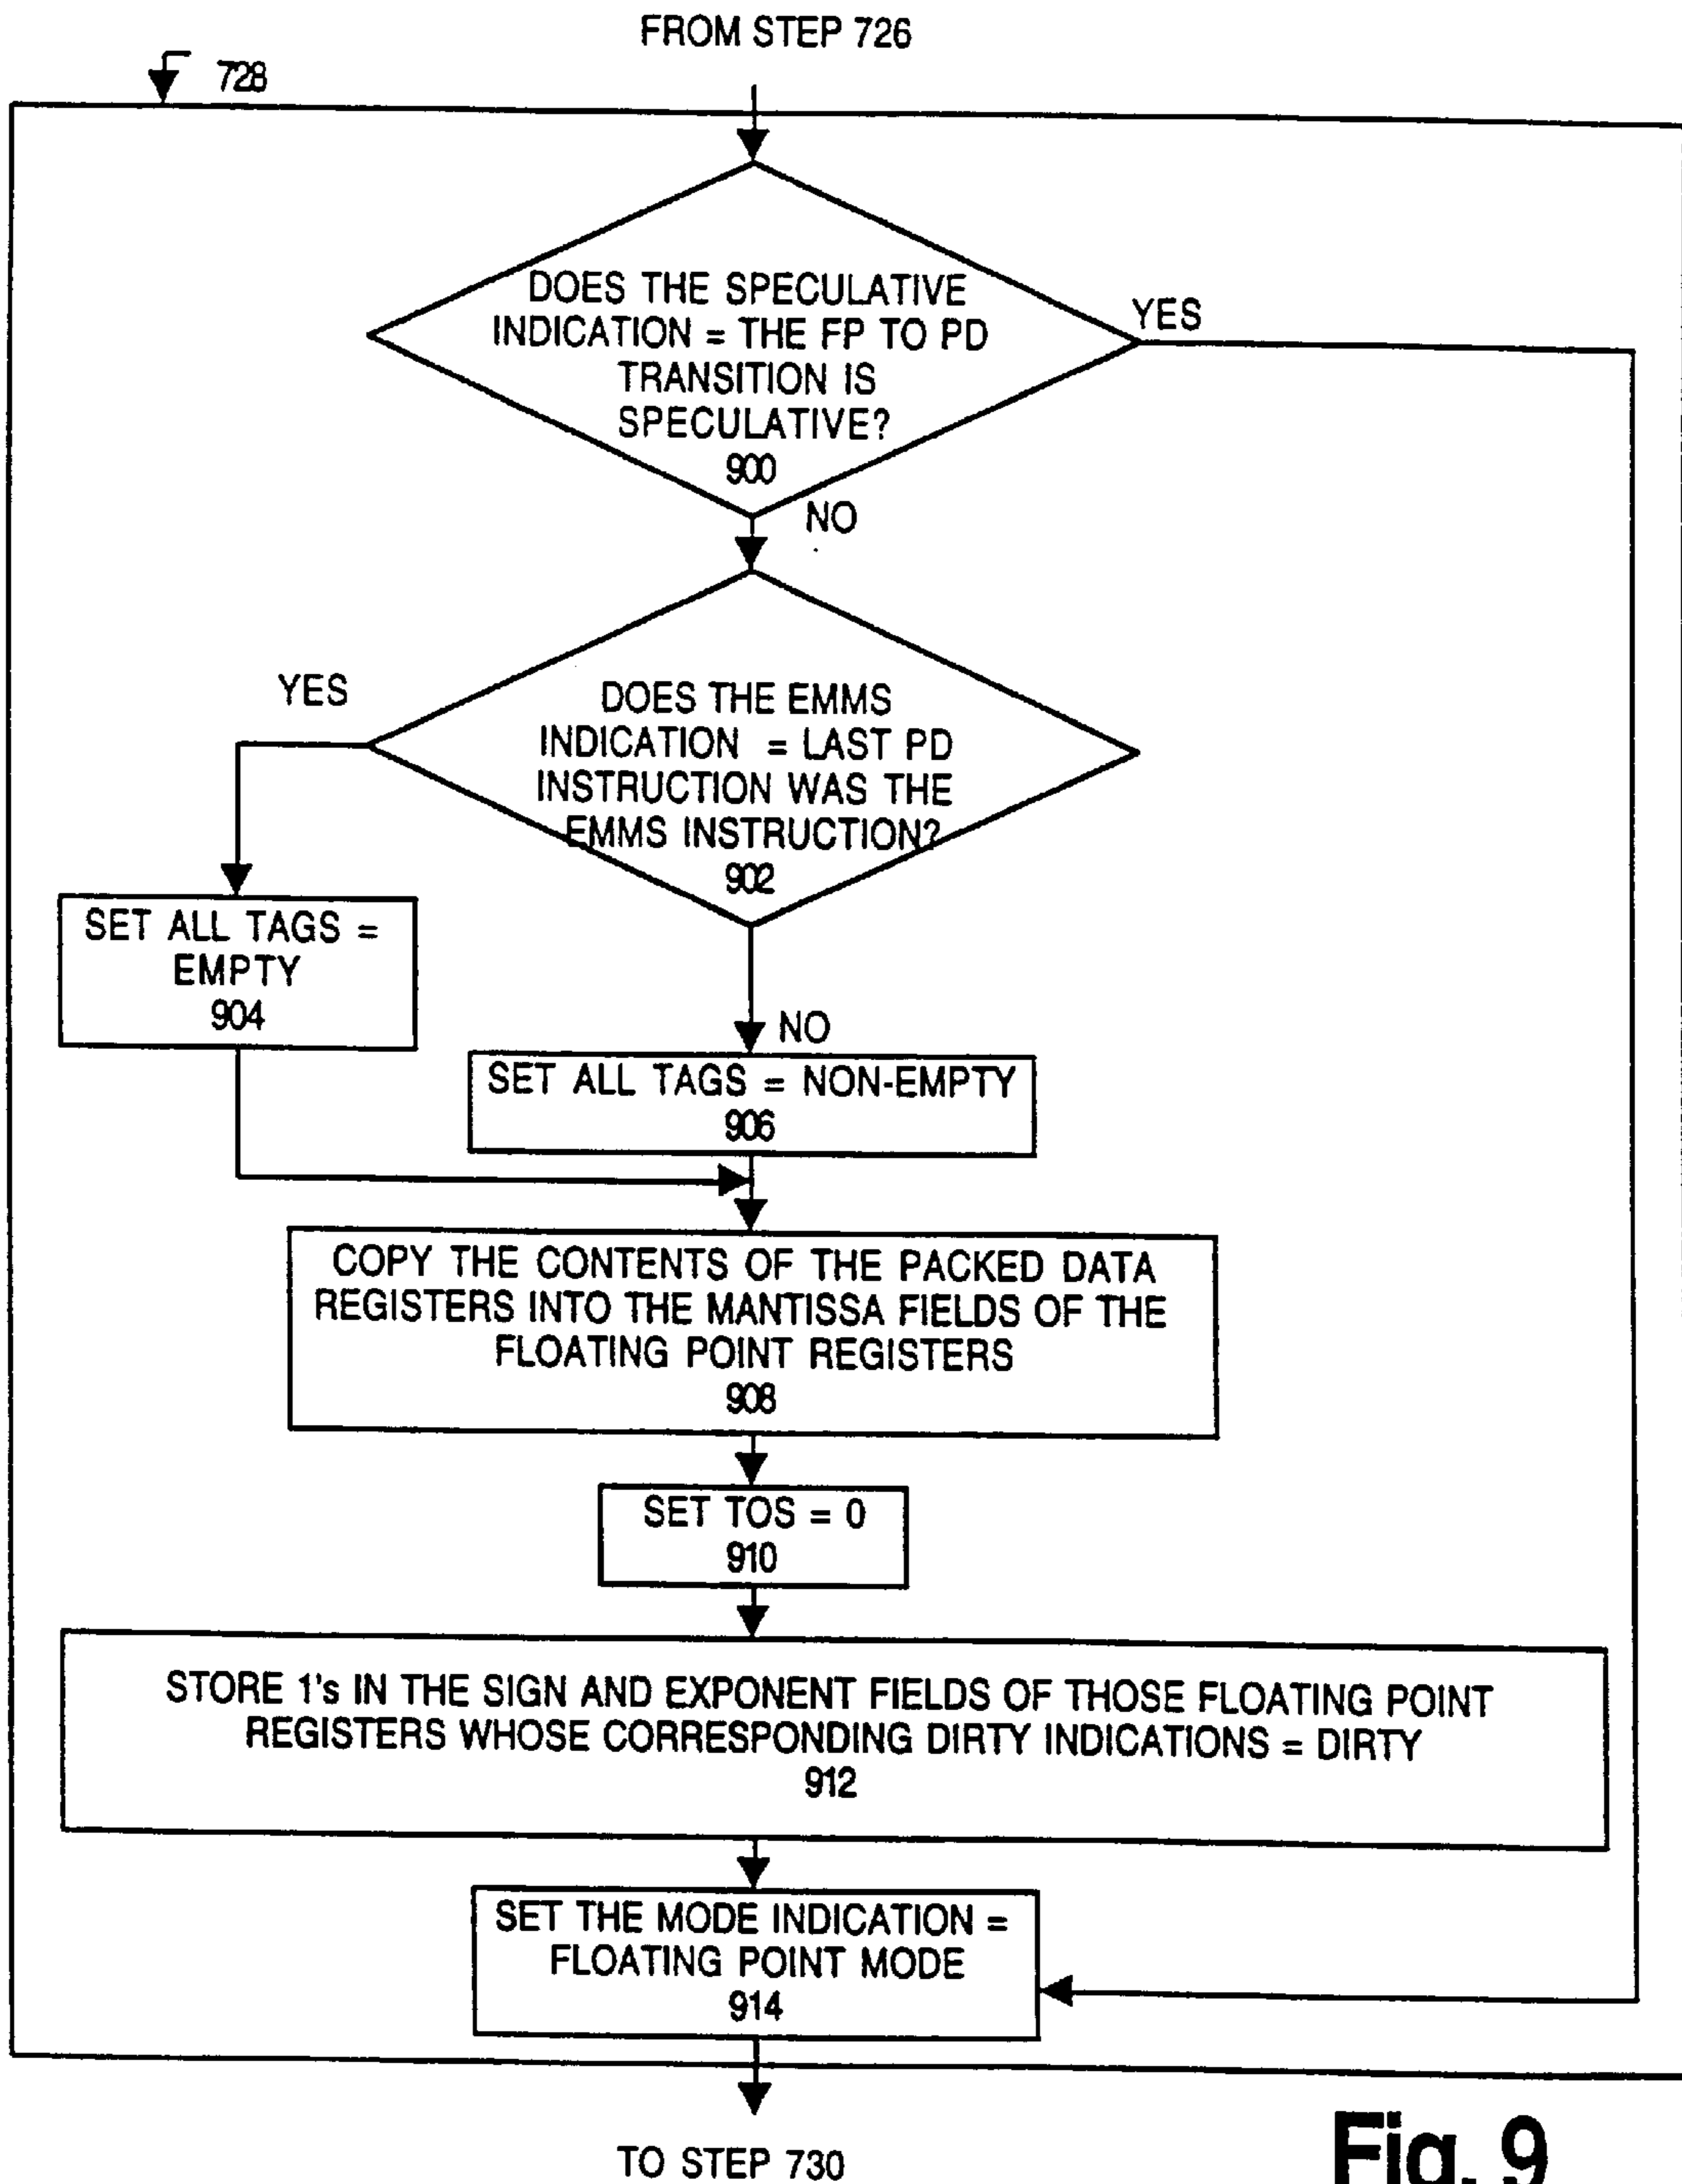 FROM STEP 726
728
DOES THE SPECULATIVE
INDICATION = THE FP TO PD
TRANSITION IS
SPECULATIVE?
900
YES
NO
DOES THE EMMS
INDICATION = LAST PD
INSTRUCTION WAS THE
EMMS INSTRUCTION?
902
YES
SET ALL TAGS =
EMPTY
904
NO
SET ALL TAGS = NON-EMPTY
906
COPY THE CONTENTS OF THE PACKED DATA
REGISTERS INTO THE MANTISSA FIELDS OF THE
FLOATING POINT REGISTERS
908
SET TOS = 0
910
STORE 1's IN THE SIGN AND EXPONENT FIELDS OF THOSE FLOATING POINT
REGISTERS WHOSE CORRESPONDING DIRTY INDICATIONS = DIRTY
912
SET THE MODE INDICATION =
FLOATING POINT MODE
914
TO STEP 730
Fig. 9